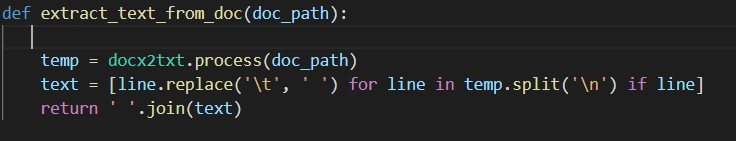 def extract_text_from_doc(doc_path):
    temp = docx2txt.process(doc_path)
    text = [line.replace('\t', ' ') for line in temp.split('\n') if line]
    return ' '.join(text)